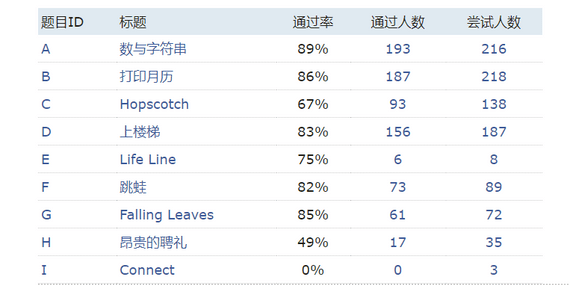 题目ID 标题 通过率 通过人数 尝试人数
A 数与字符串 89% 193 216
B 打印月历 86% 187 218
C Hopscotch 67% 93 138
D 上楼梯 83% 156 187
E Life Line 75% 6 8
F 跳蛙 82% 73 89
G Falling Leaves 85% 61 72
H 昂贵的聘礼 49% 17 35
I Connect 0% 0 3